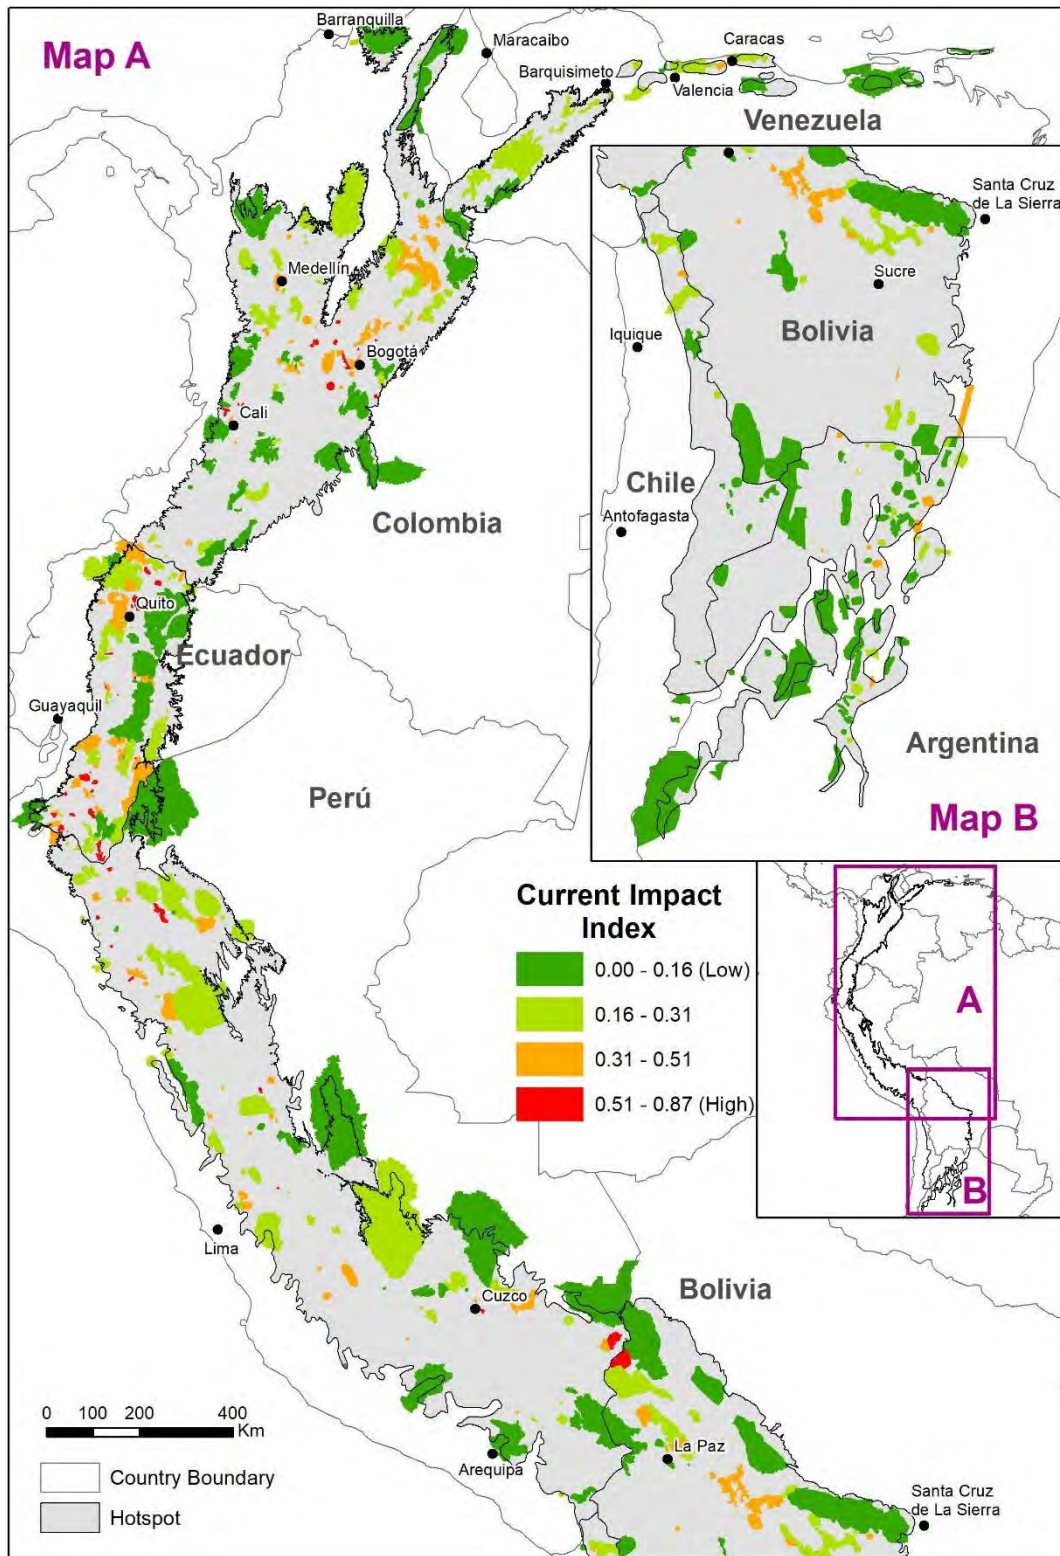 Map A
Barranquilla
Maracaibo
Caracas
Barquisimeto
Valencia
Venezuela
Medellín
Bogotá
Cali
Colombia
Quito
Ecuador
Guayaquil
Perú
Santa Cruz
de La Sierra
Sucre
Bolivia
Iquique
Chile
Antofagasta
Argentina
Map B
Current Impact
Index
0.00 - 0.16 (Low)
0.16 - 0.31
0.31 - 0.51
0.51 - 0.87 (High)
A
B
Lima
Cuzco
Bolivia
0 100 200 400
Km
Country Boundary
Hotspot
Arequipa
La Paz
Santa Cruz
de La Sierra